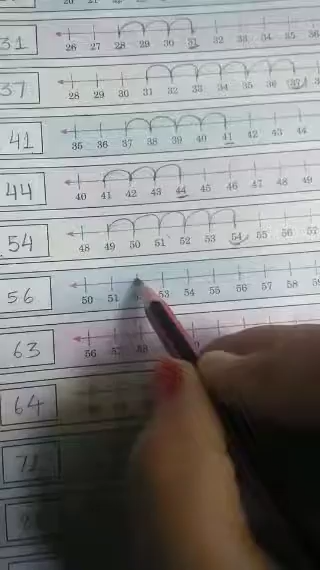 31
26 27 28 29 30 31 32 33 34 35 36
37
28 29 30 31 32 33 34 35 36
41
35 36 37 38 39 40 41 42 43 44
44
40 41 42 43 44 45 46 47 48 49
54
48 49 50 51 52 53 54 55 56 57
56
50 51 53 54 55 56 57 58 59
63
56 57 58
64